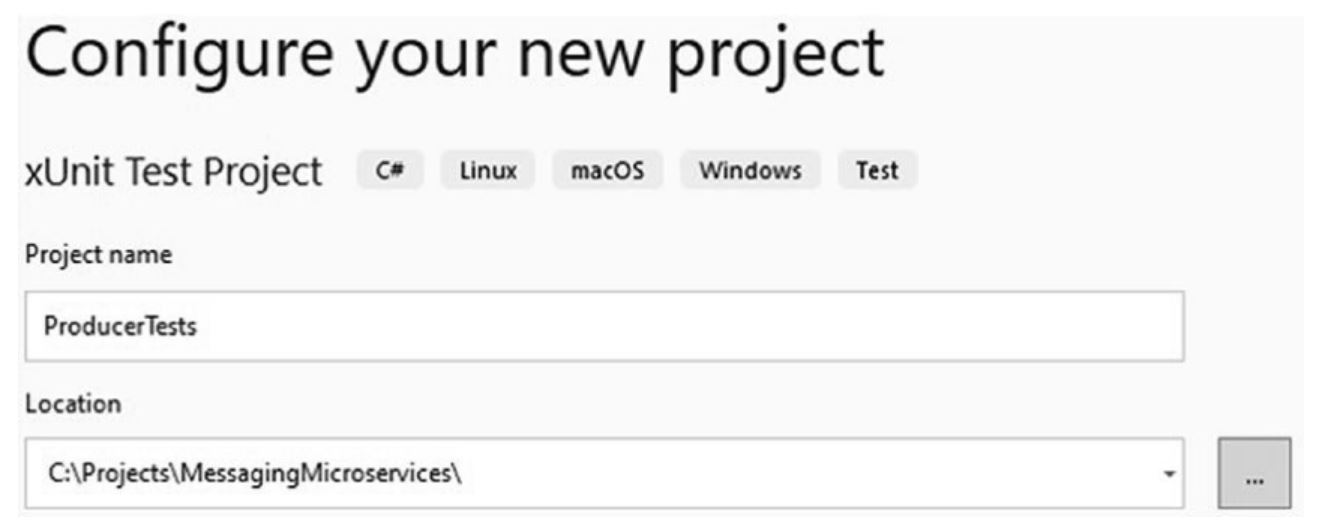 Configure your new project
xUnit Test Project C# Linux macOS Windows Test
Project name
ProducerTests
Location
C:\Projects\MessagingMicroservices\ ...